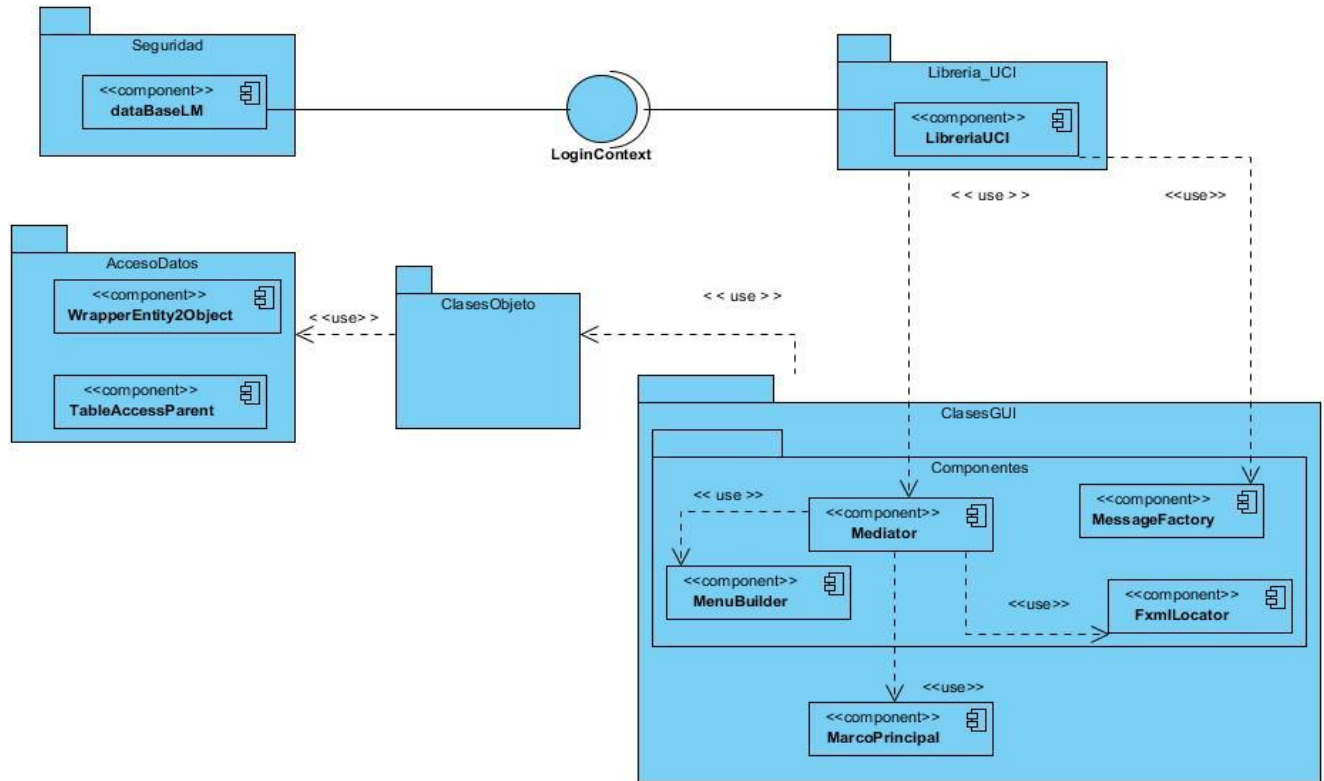 Seguridad
<<component>>
dataBaseLM
LoginContext
Libreria_UCI
<<component>>
LibreriaUCI
< < use > >
<<use>>
AccesoDatos
<<component>>
WrapperEntity2Object
<<component>>
TableAccessParent
< <use> >
ClasesObjeto
< < use > >
ClasesGUI
Componentes
<< use >>
<<component>>
Mediator
<<component>>
MessageFactory
<<component>>
MenuBuilder
<<use>>
<<component>>
FxmlLocator
<<use>>
<<component>>
MarcoPrincipal